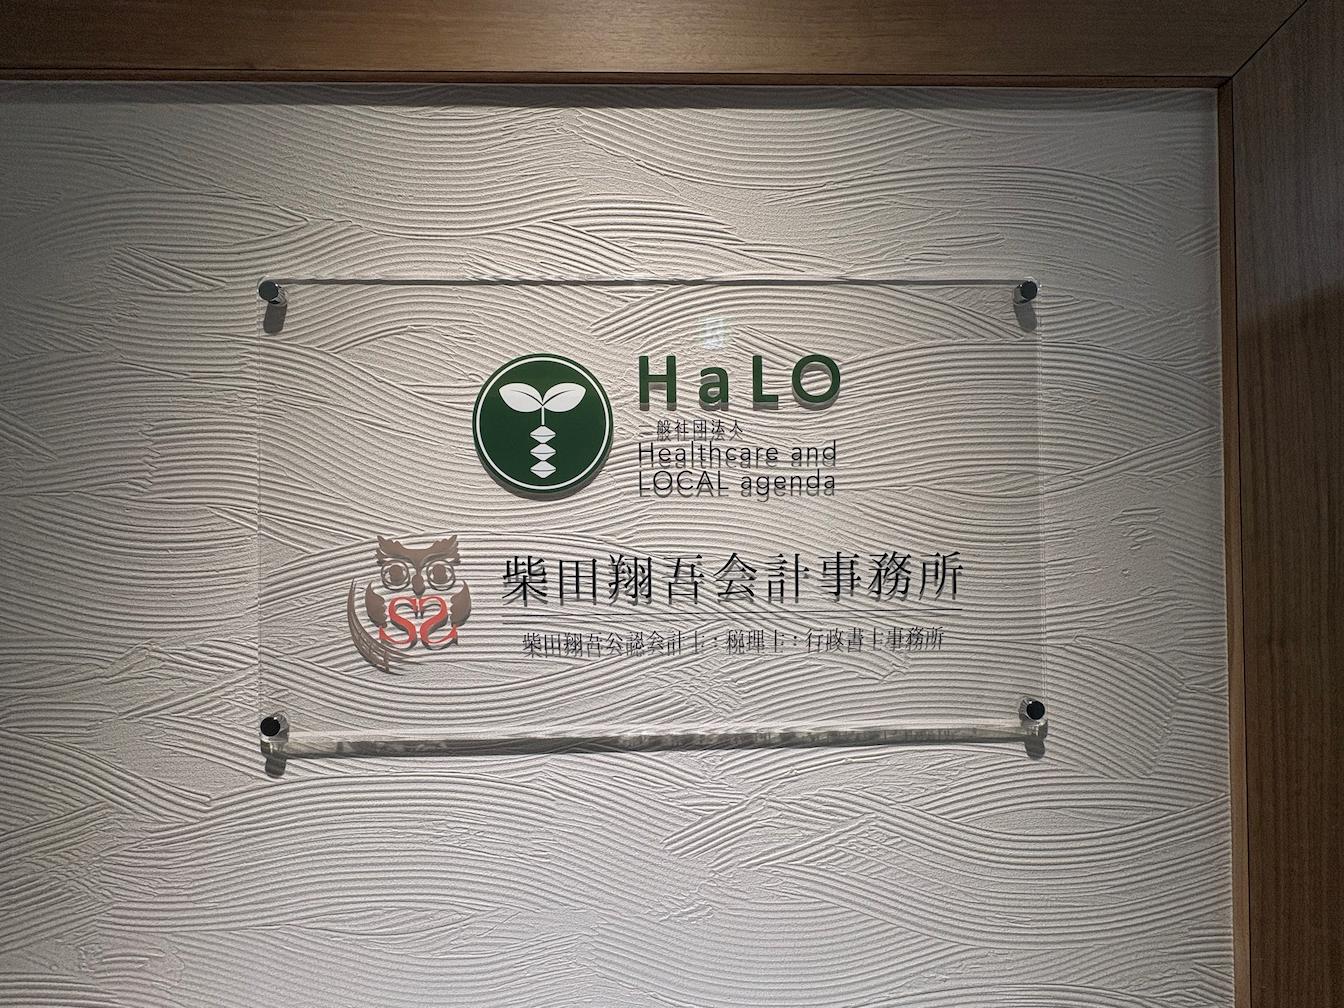 HaLO
一般社団法人
Healthcare and
LOCAL agenda
SS
柴田翔吾会計事務所
柴田翔吾公認会計士・税理士・行政書士事務所